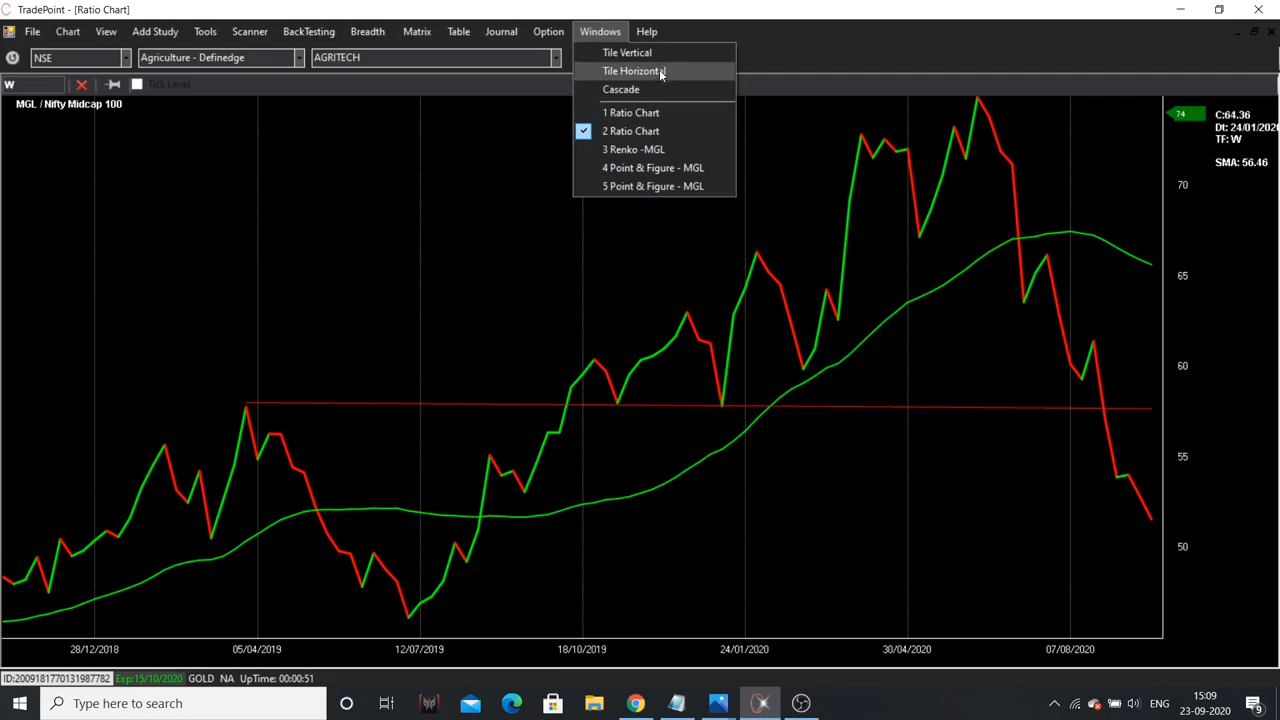 TradePoint - [Ratio Chart]
File Chart View Add Study Tools Scanner BackTesting Breadth Matrix Table Journal Option Windows Help
NSE Agriculture - Definedge AGRITECH
W Tick Level
MGL / Nifty Midcap 100
Tile Vertical
Tile Horizontal
Cascade
1 Ratio Chart
2 Ratio Chart
3 Renko -MGL
4 Point & Figure - MGL
5 Point & Figure - MGL
74
C:64.36
Dt: 24/01/2020
TF: W
SMA: 56.46
70
65
60
55
50
28/12/2018 05/04/2019 12/07/2019 18/10/2019 24/01/2020 30/04/2020 07/08/2020
ID:2009181770131987782 Exp:15/10/2020 GOLD NA UpTime: 00:00:51
Type here to search
ENG
15:09
23-09-2020
9